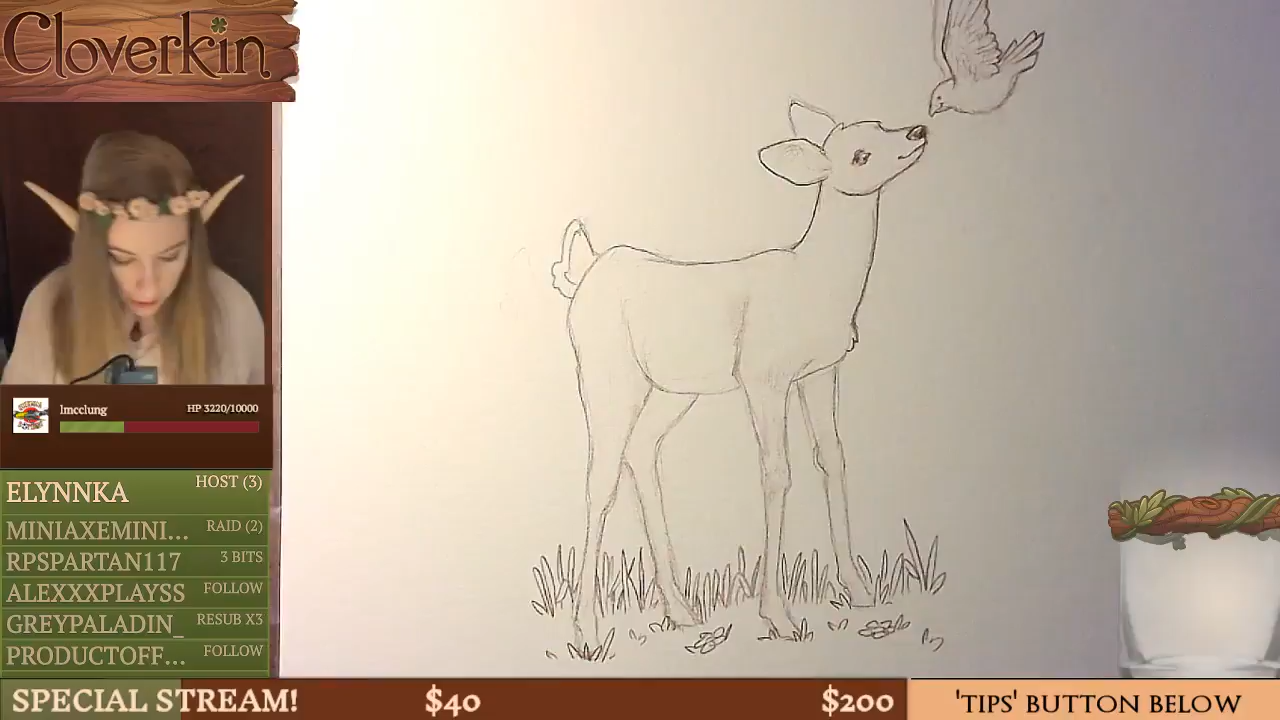 Cloverkin
lmcclung
HP 3220/10000
ELYNNKA
HOST (3)
MINIAXEMINI...
RAID (2)
RPSPARTAN117
3 BITS
ALEXXXPLAYSS
FOLLOW
GREYPALADIN_
RESUB X3
PRODUCTOFF...
FOLLOW
SPECIAL STREAM!
$40
$200
'TIPS' BUTTON BELOW